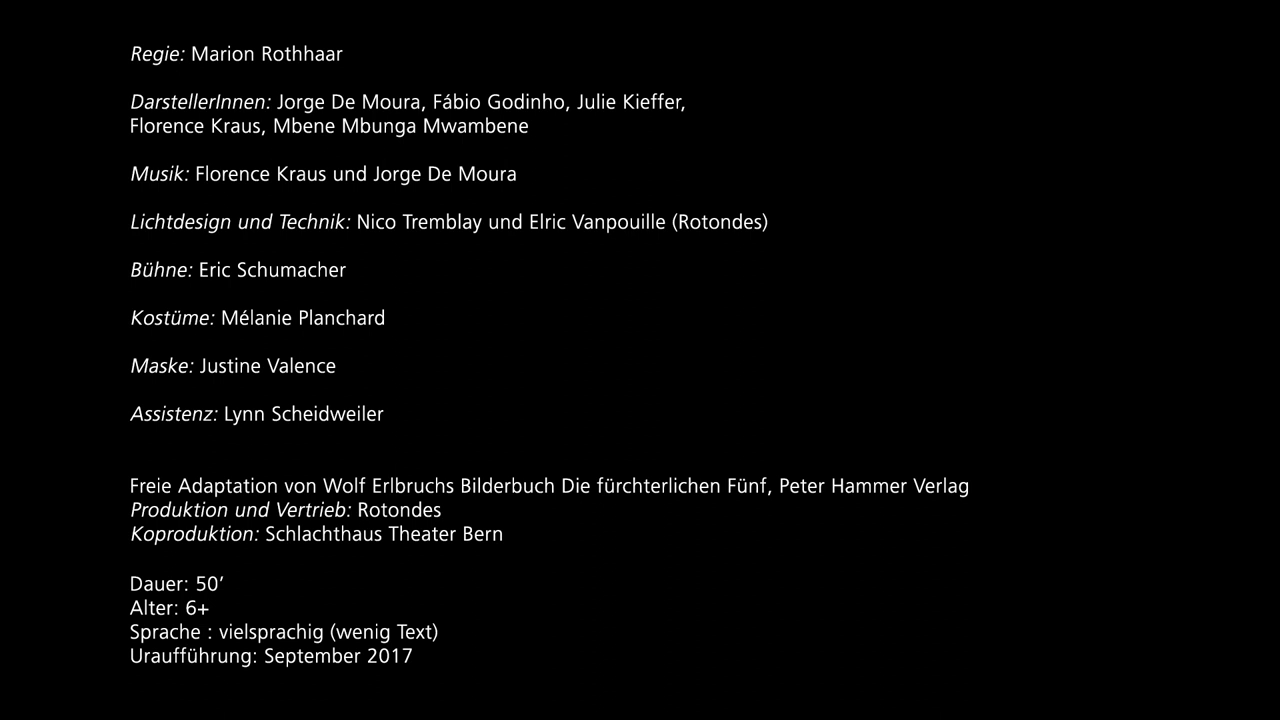 Regie: Marion Rothhaar
DarstellerInnen: Jorge De Moura, Fábio Godinho, Julie Kieffer,
Florence Kraus, Mbene Mbunga Mwambene
Musik: Florence Kraus und Jorge De Moura
Lichtdesign und Technik: Nico Tremblay und Elric Vanpouille (Rotondes)
Bühne: Eric Schumacher
Kostüme: Mélanie Planchard
Maske: Justine Valence
Assistenz: Lynn Scheidweiler
Freie Adaptation von Wolf Erlbruchs Bilderbuch Die fürchterlichen Fünf, Peter Hammer Verlag
Produktion und Vertrieb: Rotondes
Koproduktion: Schlachthaus Theater Bern
Dauer: 50’
Alter: 6+
Sprache : vielsprachig (wenig Text)
Uraufführung: September 2017